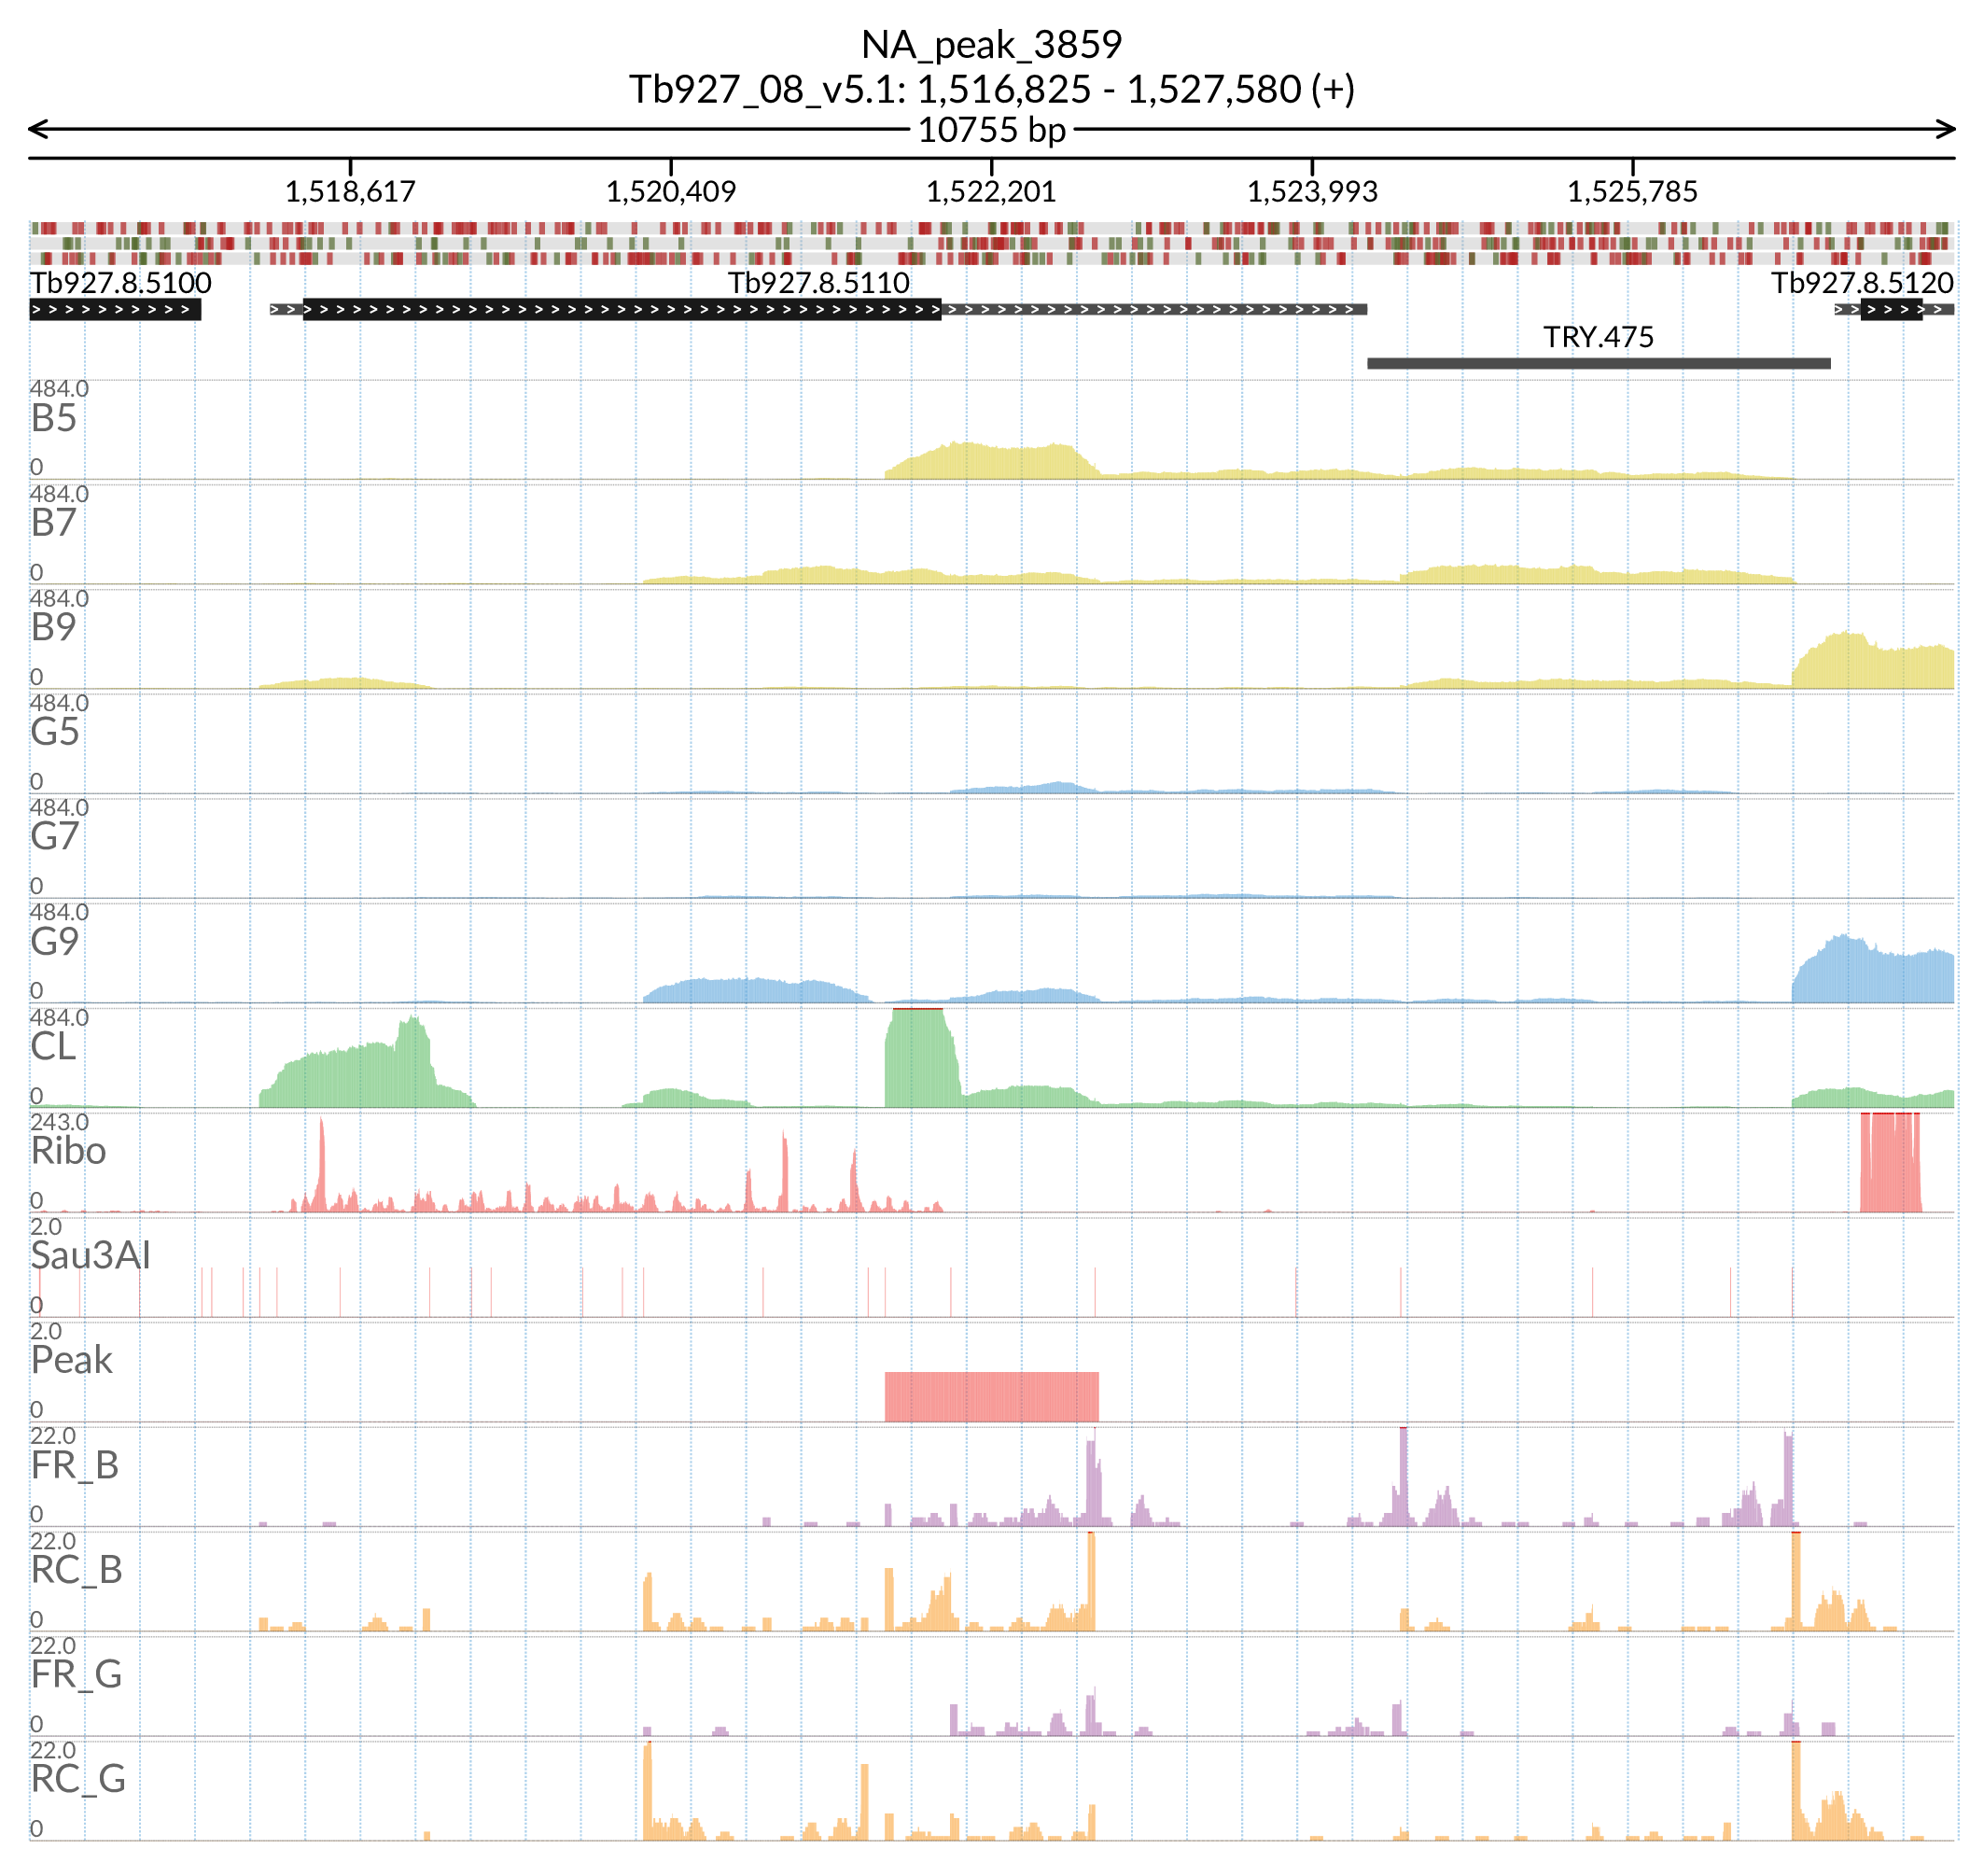 NA_peak_3859
Tb927_08_v5.1: 1,516,825 - 1,527,580 (+)
10755 bp
1,518,617 1,520,409 1,522,201 1,523,993 1,525,785
Tb927.8.5100 Tb927.8.5110 Tb927.8.5120
TRY.475
484.0
B5
0
484.0
B7
0
484.0
B9
0
484.0
G5
0
484.0
G7
0
484.0
G9
0
484.0
CL
0
243.0
Ribo
0
2.0
Sau3AI
0
2.0
Peak
0
22.0
FR_B
0
22.0
RC_B
0
22.0
FR_G
0
22.0
RC_G
0